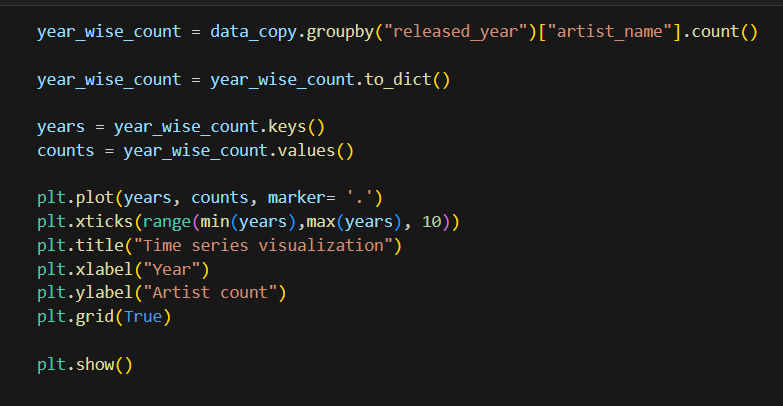 year_wise_count = data_copy.groupby("released_year")["artist_name"].count()
year_wise_count = year_wise_count.to_dict()
years = year_wise_count.keys()
counts = year_wise_count.values()
plt.plot(years, counts, marker= '.')
plt.xticks(range(min(years),max(years), 10))
plt.title("Time series visualization")
plt.xlabel("Year")
plt.ylabel("Artist count")
plt.grid(True)
plt.show()